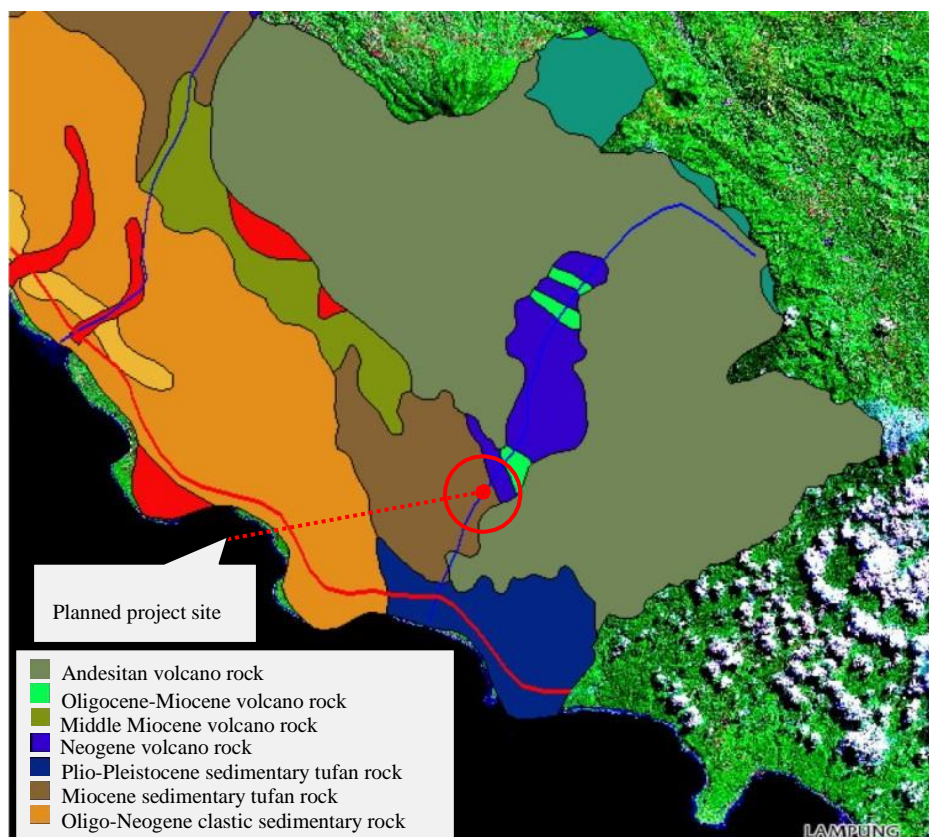 Planned project site
Andesitan volcano rock
Oligocene-Miocene volcano rock
Middle Miocene volcano rock
Neogene volcano rock
Plio-Pleistocene sedimentary tufan rock
Miocene sedimentary tufan rock
Oligo-Neogene clastic sedimentary rock
LAMPUNG